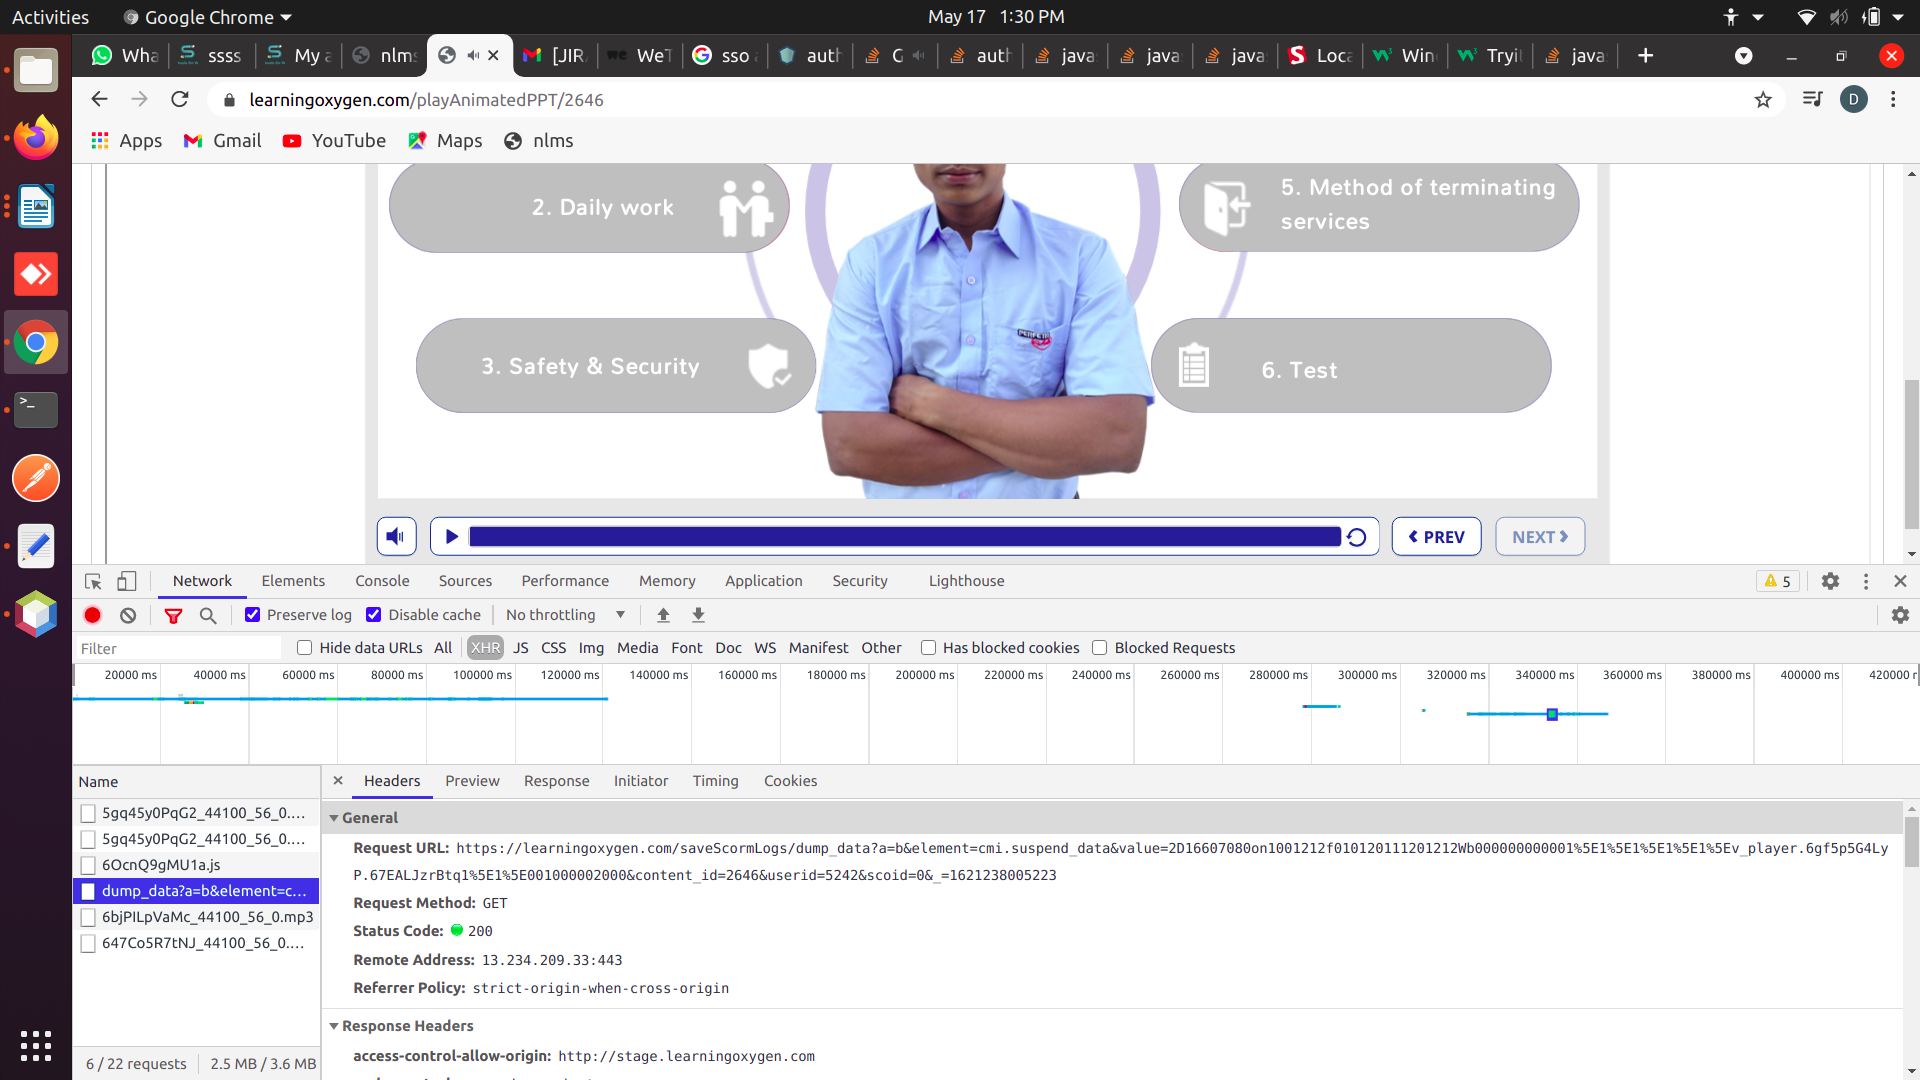 Activities
Google Chrome
May 17 1:30 PM
Wha
ssss
My a
nlms
[JIR
WeT
sso
auth
auth
java
java
java
Loca
Win
Tryi
java
learningoxygen.com/playAnimatedPPT/2646
D
Apps
Gmail
YouTube
Maps
nlms
2. Daily work
5. Method of terminating
services
3. Safety & Security
6. Test
PREV
NEXT
Network
Elements
Console
Sources
Performance
Memory
Application
Security
Lighthouse
5
Preserve log
Disable cache
No throttling
Filter
Hide data URLs
All
XHR
JS
CSS
Img
Media
Font
Doc
WS
Manifest
Other
Has blocked cookies
Blocked Requests
20000 ms
40000 ms
60000 ms
80000 ms
100000 ms
120000 ms
140000 ms
160000 ms
180000 ms
200000 ms
220000 ms
240000 ms
260000 ms
280000 ms
300000 ms
320000 ms
340000 ms
360000 ms
380000 ms
400000 ms
420000 r
Name
Headers
Preview
Response
Initiator
Timing
Cookies
5gq45y0PqG2_44100_56_0....
5gq45y0PqG2_44100_56_0....
6OcnQ9gMU1a.js
dump_data?a=b&element=c...
6bjPILpVaMc_44100_56_0.mp3
647Co5R7tNJ_44100_56_0....
General
Request URL: https://learningoxygen.com/saveScormLogs/dump_data?a=b&element=cmi.suspend_data&value=2D16607080on1001212f010120111201212Wb000000000001%5E1%5E1%5E1%5E1%5Ev_player.6gf5p5G4Ly
P.67EALJzrBtq1%5E1%5E001000002000&content_id=2646&userid=5242&scoid=0&_=1621238005223
Request Method: GET
Status Code: 200
Remote Address: 13.234.209.33:443
Referrer Policy: strict-origin-when-cross-origin
Response Headers
access-control-allow-origin: http://stage.learningoxygen.com
6 / 22 requests
2.5 MB / 3.6 MB